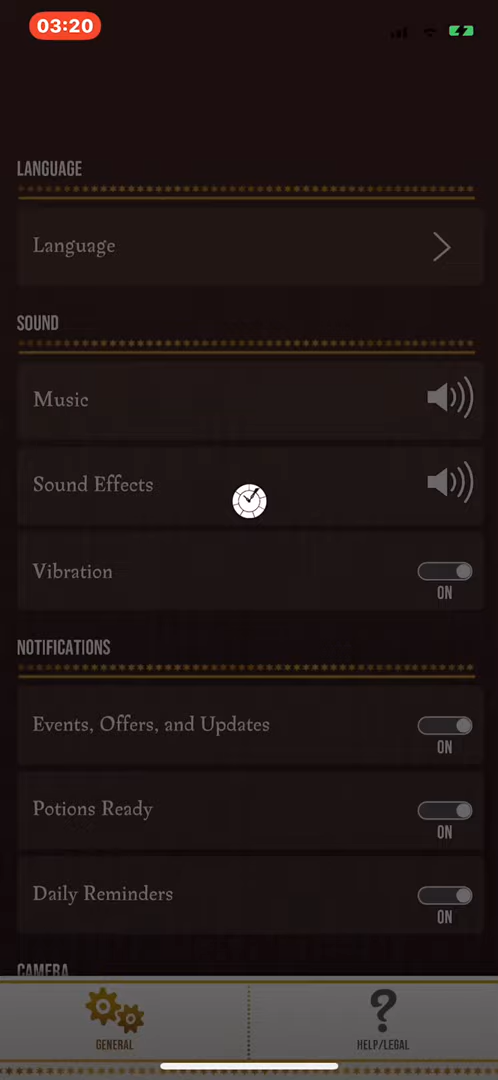 03:20
LANGUAGE
Language
SOUND
Music
Sound Effects
Vibration
ON
NOTIFICATIONS
Events, Offers, and Updates
ON
Potions Ready
ON
Daily Reminders
ON
CAMERA
GENERAL
HELP/LEGAL